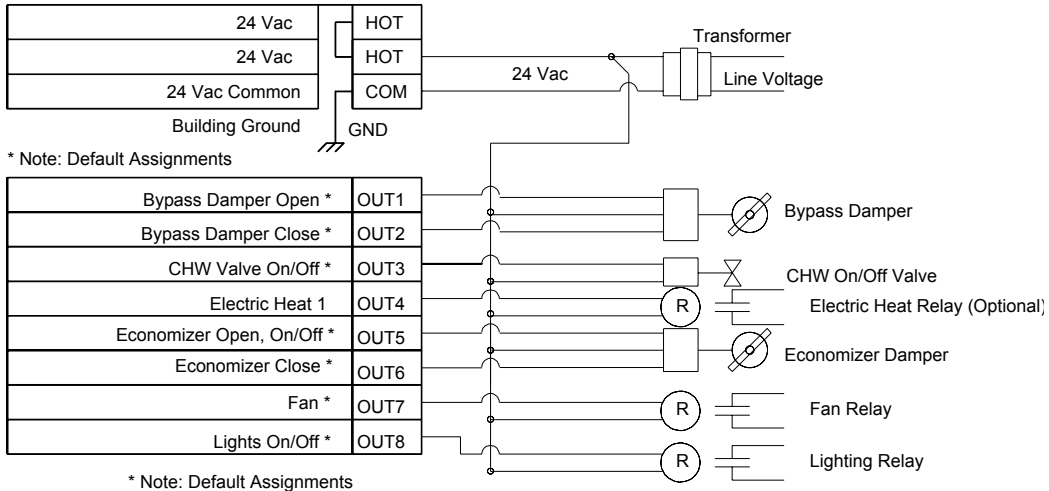 24 Vac HOT
Transformer
24 Vac HOT
24 Vac
Line Voltage
24 Vac Common COM
Building Ground GND
* Note: Default Assignments
Bypass Damper Open * OUT1
Bypass Damper
Bypass Damper Close * OUT2
CHW Valve On/Off * OUT3
CHW On/Off Valve
Electric Heat 1 OUT4
R Electric Heat Relay (Optional)
Economizer Open, On/Off * OUT5
Economizer Damper
Economizer Close * OUT6
Fan * OUT7
R Fan Relay
Lights On/Off * OUT8
R Lighting Relay
* Note: Default Assignments